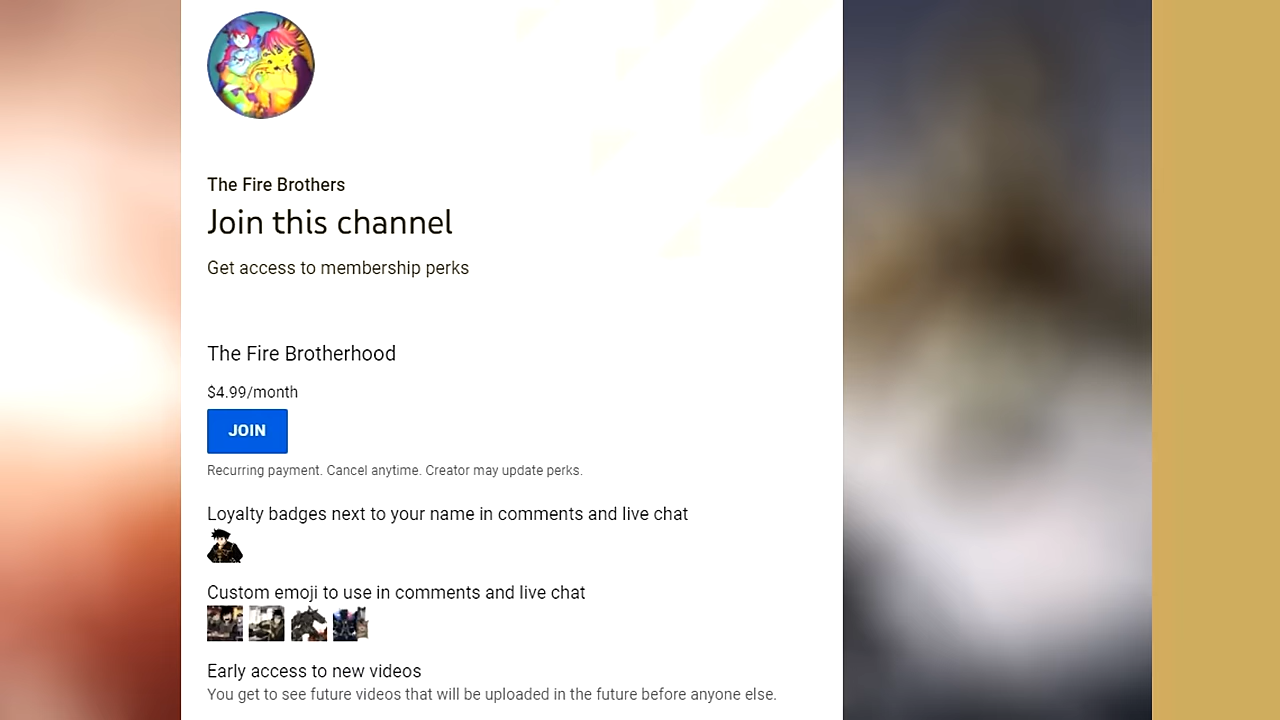 The Fire Brothers
Join this channel
Get access to membership perks
The Fire Brotherhood
$4.99/month
JOIN
Recurring payment. Cancel anytime. Creator may update perks.
Loyalty badges next to your name in comments and live chat
Custom emoji to use in comments and live chat
Early access to new videos
You get to see future videos that will be uploaded in the future before anyone else.